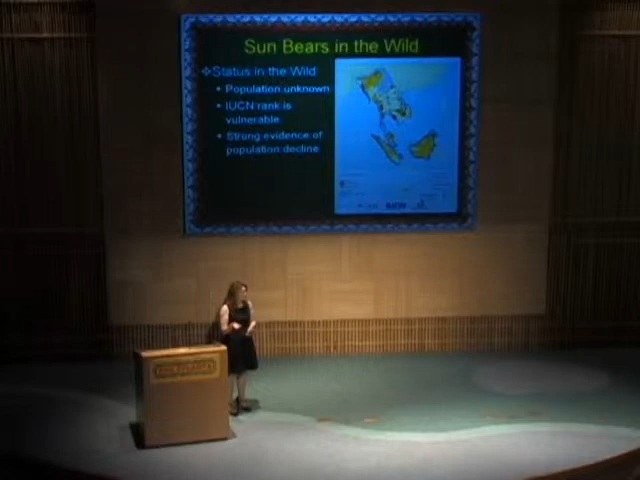 Sun Bears in the Wild
❖Status in the Wild
• Population unknown
• IUCN rank is
vulnerable
• Strong evidence of
population decline
IUCN